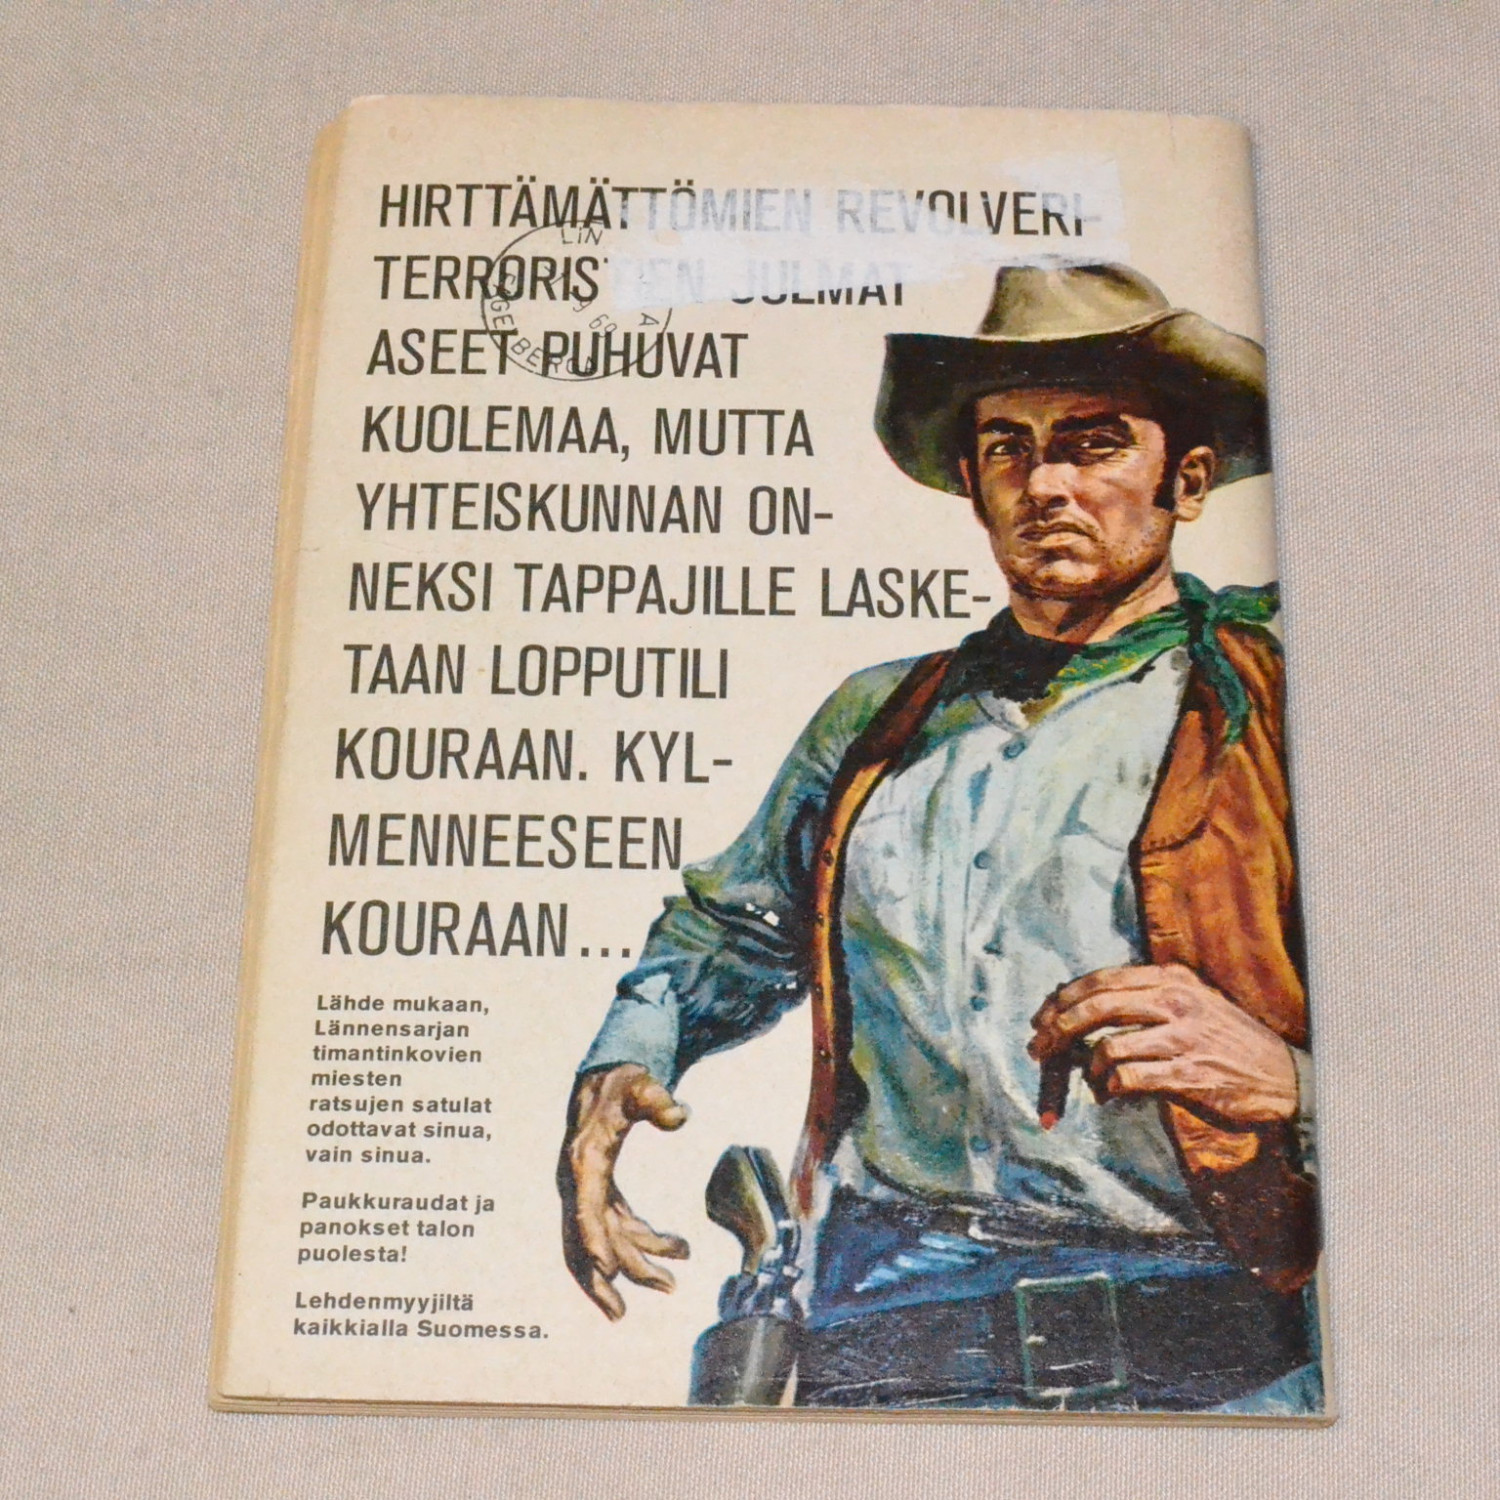 HIRTTÄMÄTTÖMIEN REVOLVERI-
TERRORISTIEN JULMAT
ASEET PUHUVAT
KUOLEMAA, MUTTA
YHTEISKUNNAN ON-
NEKSI TAPPAJILLE LASKE-
TAAN LOPPUTILI
KOURAAN. KYL-
MENNEESEEN
KOURAAN...
Lähde mukaan,
Lännensarjan
timantinkovien
miesten
ratsujen satulat
odottavat sinua,
vain sinua.
Paukkuraudat ja
panokset talon
puolesta!
Lehdenmyyjiltä
kaikkialla Suomessa.